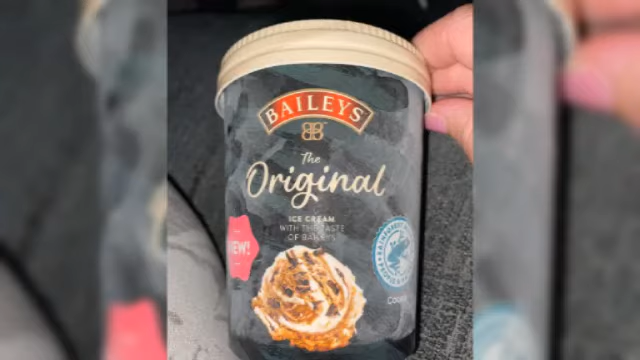 BAILEYS
The
Original
ICE CREAM
WITH THE TASTE
OF BAILEYS
NEW!